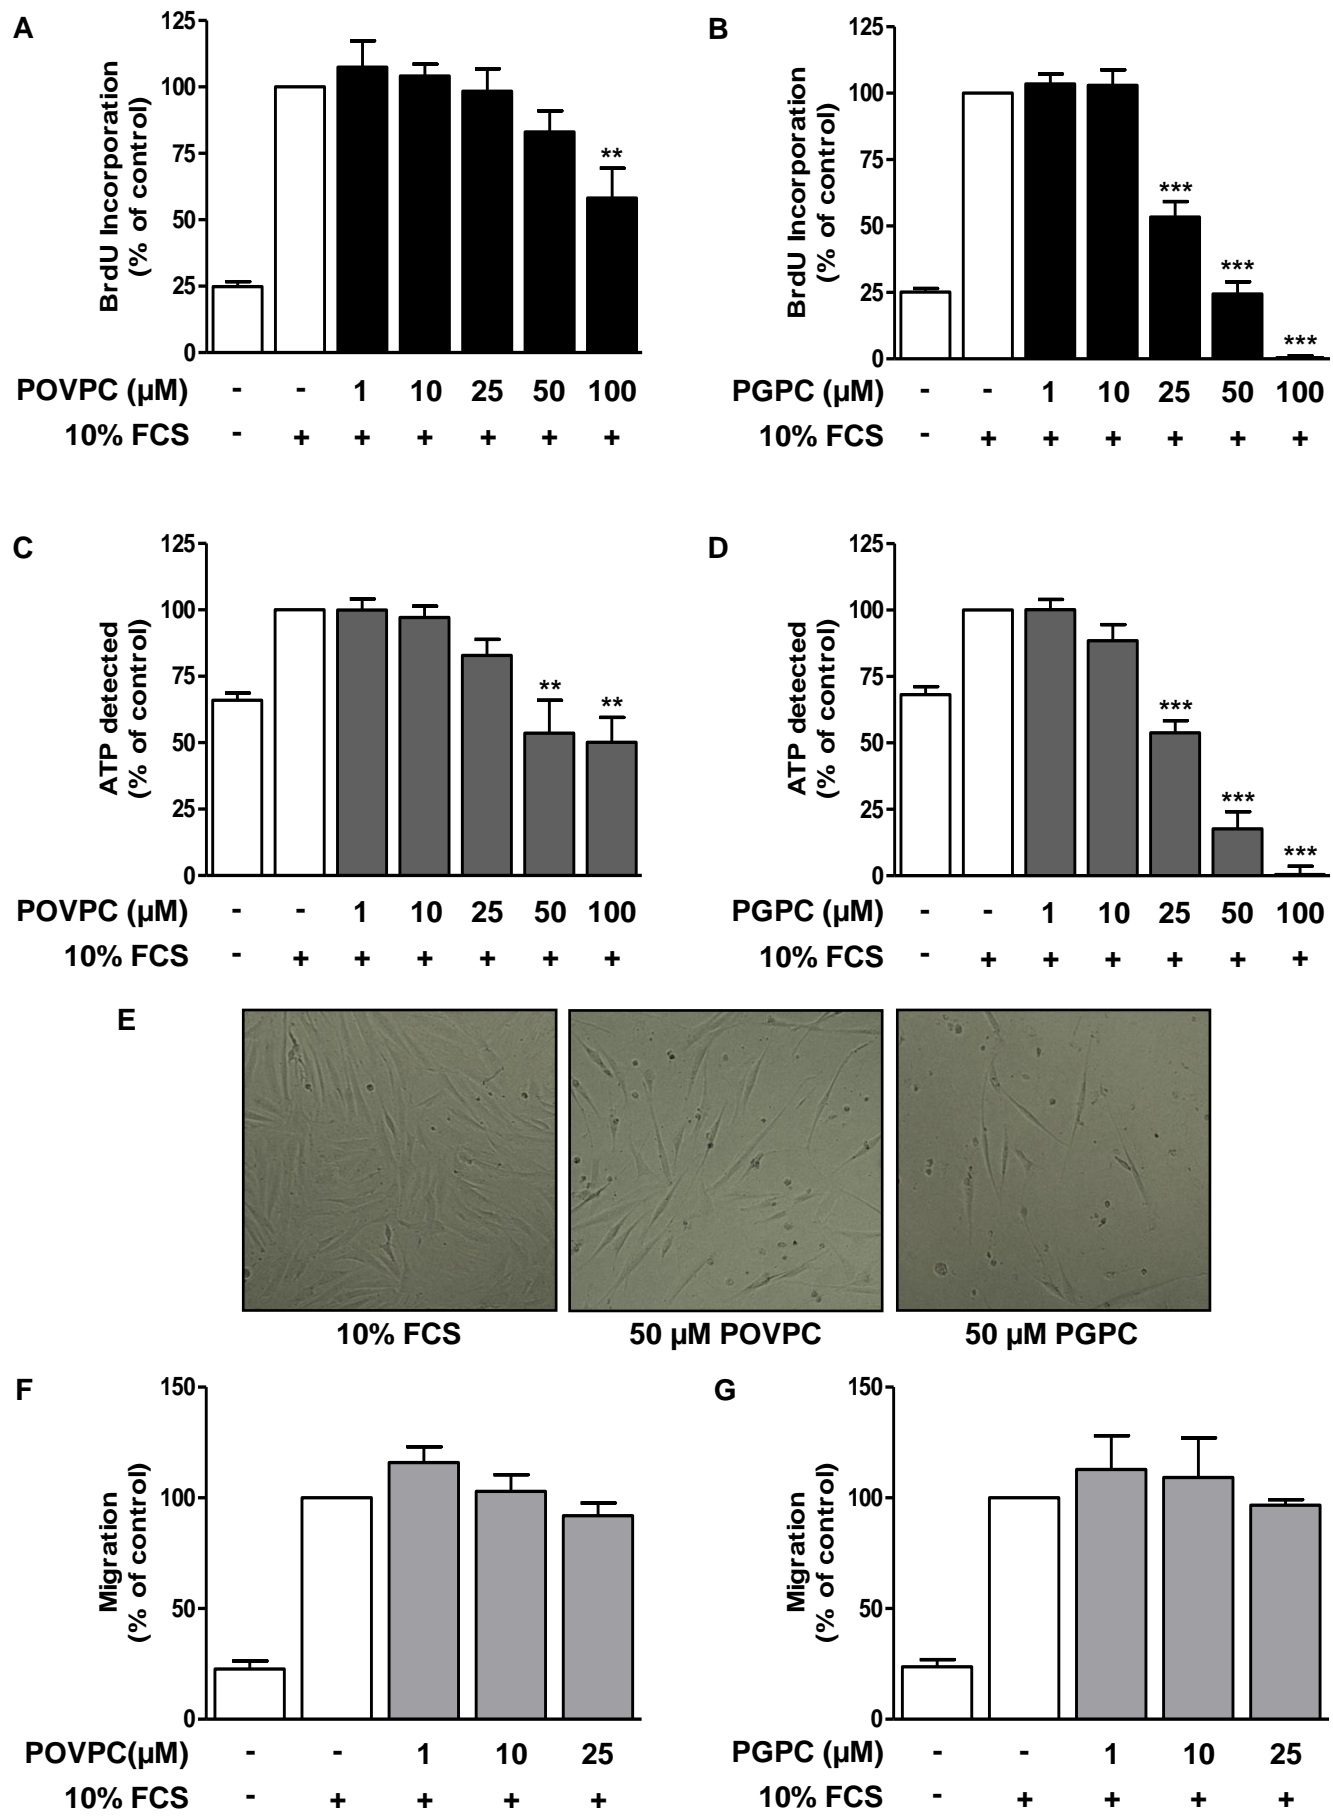 A
BrdU Incorporation
(% of control)
125
100
75
50
25
0
**
POVPC (µM) - - 1 10 25 50 100
10% FCS - + + + + + +
B
BrdU Incorporation
(% of control)
125
100
75
50
25
0
***
***
***
PGPC (µM) - - 1 10 25 50 100
10% FCS - + + + + + +
C
ATP detected
(% of control)
125
100
75
50
25
0
**
**
POVPC (µM) - - 1 10 25 50 100
10% FCS - + + + + + +
D
ATP detected
(% of control)
125
100
75
50
25
0
***
***
***
PGPC (µM) - - 1 10 25 50 100
10% FCS - + + + + + +
E
10% FCS
50 µM POVPC
50 µM PGPC
F
Migration
(% of control)
150
100
50
0
POVPC(µM) - - 1 10 25
10% FCS - + + + +
G
Migration
(% of control)
150
100
50
0
PGPC (µM) - - 1 10 25
10% FCS - + + + +